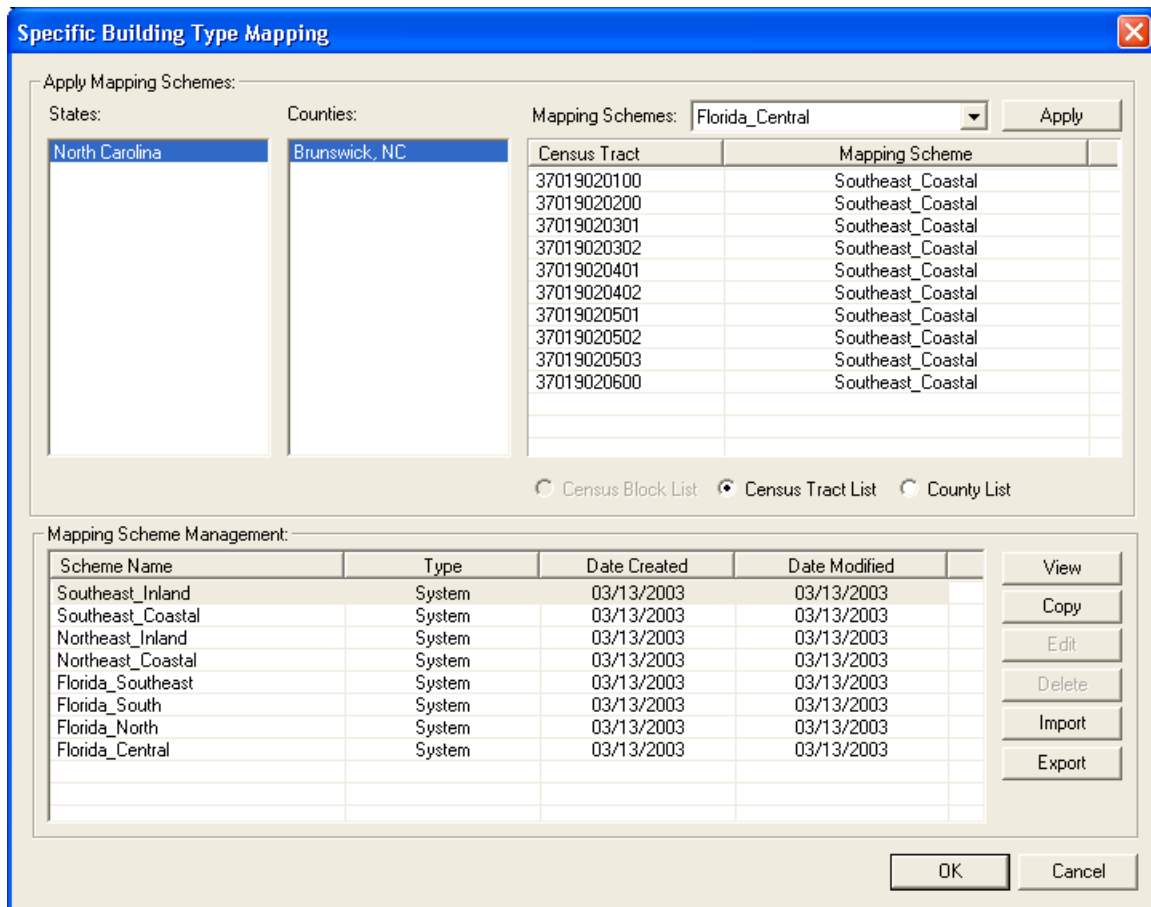 Specific Building Type Mapping
Apply Mapping Schemes:
States:
Counties:
Mapping Schemes: Florida_Central Apply
North Carolina
Brunswick, NC
Census Tract Mapping Scheme
37019020100 Southeast_Coastal
37019020200 Southeast_Coastal
37019020301 Southeast_Coastal
37019020302 Southeast_Coastal
37019020401 Southeast_Coastal
37019020402 Southeast_Coastal
37019020501 Southeast_Coastal
37019020502 Southeast_Coastal
37019020503 Southeast_Coastal
37019020600 Southeast_Coastal
Census Block List Census Tract List County List
Mapping Scheme Management:
Scheme Name Type Date Created Date Modified
Southeast_Inland System 03/13/2003 03/13/2003
Southeast_Coastal System 03/13/2003 03/13/2003
Northeast_Inland System 03/13/2003 03/13/2003
Northeast_Coastal System 03/13/2003 03/13/2003
Florida_Southeast System 03/13/2003 03/13/2003
Florida_South System 03/13/2003 03/13/2003
Florida_North System 03/13/2003 03/13/2003
Florida_Central System 03/13/2003 03/13/2003
View
Copy
Edit
Delete
Import
Export
OK Cancel